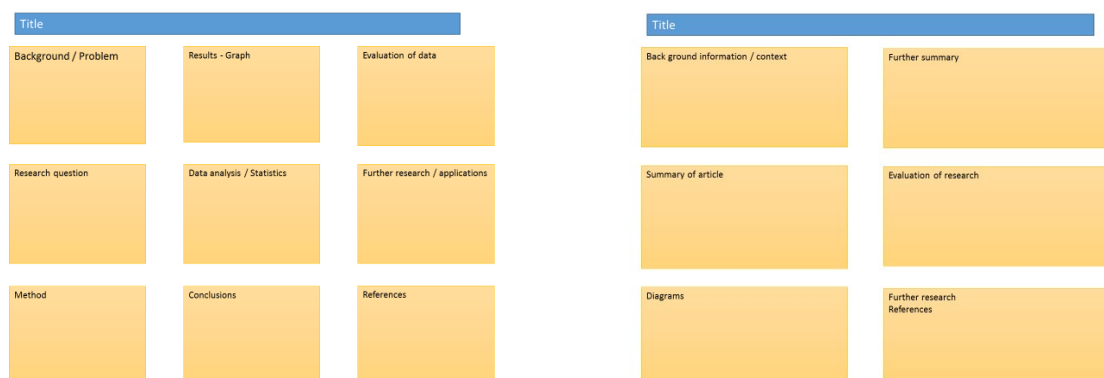 Title
Background / Problem
Research question
Method
Results - Graph
Data analysis / Statistics
Conclusions
Evaluation of data
Further research / applications
References
Title
Back ground information / context
Summary of article
Diagrams
Further summary
Evaluation of research
Further research
References